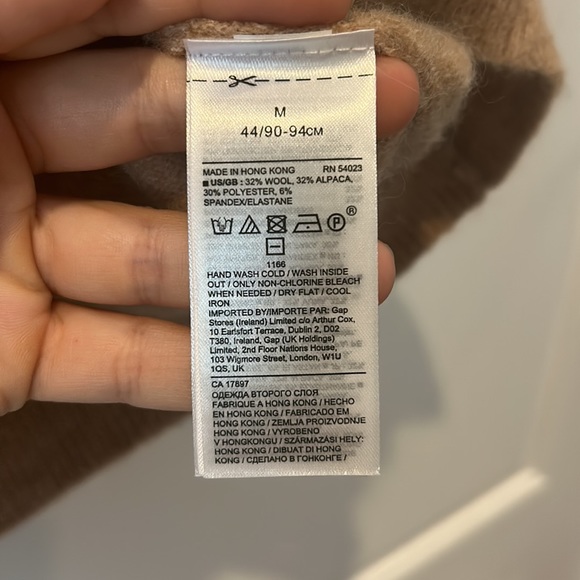 M
44/90-94CM
MADE IN HONG KONG RN 54023
■ US/GB : 32% WOOL, 32% ALPACA,
30% POLYESTER, 6%
SPANDEX/ELASTANE
P ®
1166
HAND WASH COLD / WASH INSIDE
OUT / ONLY NON-CHLORINE BLEACH
WHEN NEEDED / DRY FLAT / COOL
IRON
IMPORTED BY/IMPORTE PAR: Gap
Stores (Ireland) Limited c/o Arthur Cox,
10 Earlsfort Terrace, Dublin 2, D02
T380, Ireland, Gap (UK Holdings)
Limited, 2nd Floor Nations House,
103 Wigmore Street, London, W1U
1QS, UK
CA 17897
ОДЕЖДА ВТОРОГО СЛОЯ
FABRIQUE A HONG KONG / HECHO
EN HONG KONG / FABRICADO EM
HONG KONG / ZEMLJA PROIZVODNJE
HONG KONG / VYROBENO
V HONGKONGU / SZÁRMAZÁSI HELY:
HONG KONG / DIBUAT DI HONG
KONG / СДЕЛАНО В ГОНКОНГЕ /